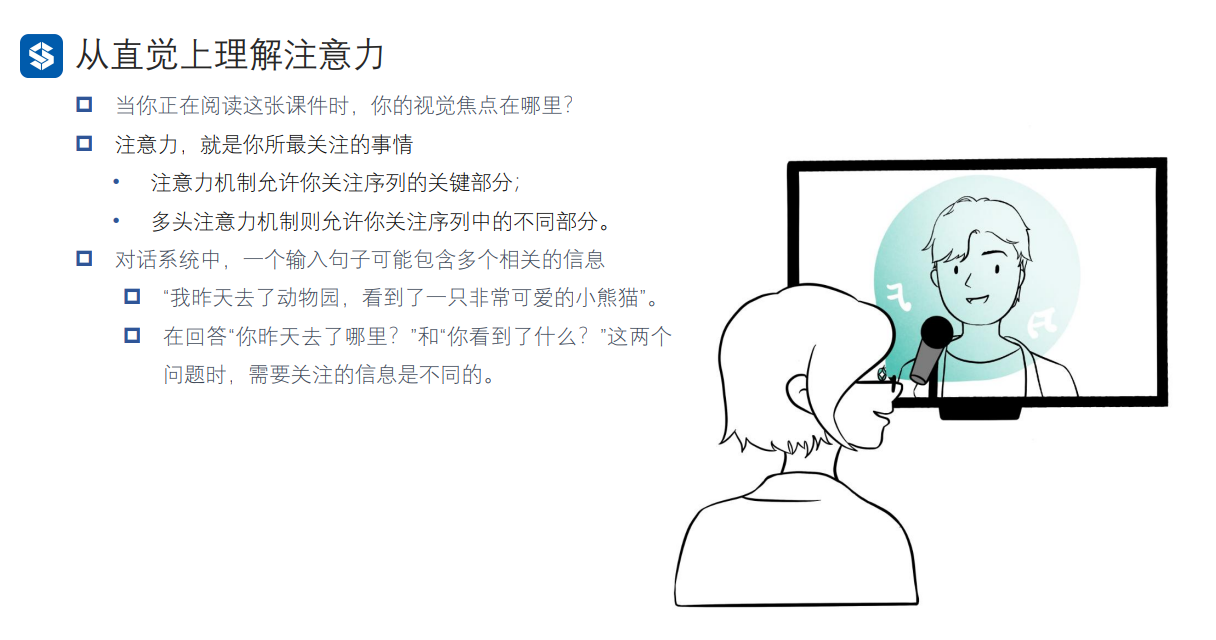 从直觉上理解注意力
当你正在阅读这张课件时，你的视觉焦点在哪里？
注意力，就是你所最关注的事情
注意力机制允许你关注序列的关键部分；
多头注意力机制则允许你关注序列中的不同部分。
对话系统中，一个输入句子可能包含多个相关的信息
“我昨天去了动物园，看到了一只非常可爱的小熊猫”。
在回答“你昨天去了哪里？”和“你看到了什么？”这两个
问题时，需要关注的信息是不同的。